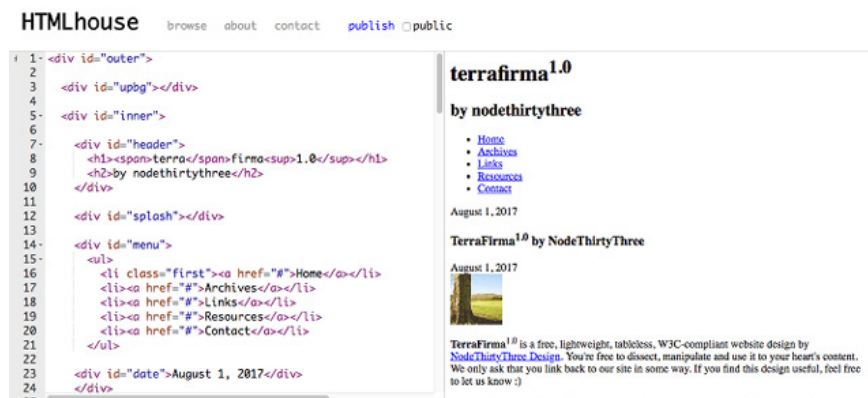 HTMLhouse browse about contact publish public
i 1 <div id="outer">
2
3 <div id="upbg"></div>
4
5 <div id="inner">
6
7 <div id="header">
8 <h1><span>terra</span>firma<sup>1.0</sup></h1>
9 <h2>by nodethirtythree</h2>
10 </div>
11
12 <div id="splash"></div>
13
14 <div id="menu">
15 <ul>
16 <li class="first"><a href="#">Home</a></li>
17 <li><a href="#">Archives</a></li>
18 <li><a href="#">Links</a></li>
19 <li><a href="#">Resources</a></li>
20 <li><a href="#">Contact</a></li>
21 </ul>
22
23 <div id="date">August 1, 2017</div>
24 </div>
terrafirma1.0
by nodethirtythree
Home
Archives
Links
Resources
Contact
August 1, 2017
TerraFirma1.0 by NodeThirtyThree
August 1, 2017
TerraFirma1.0 is a free, lightweight, tableless, W3C-compliant website design by
NodeThirtyThree Design. You're free to dissect, manipulate and use it to your heart's content.
We only ask that you link back to our site in some way. If you find this design useful, feel free
to let us know :)